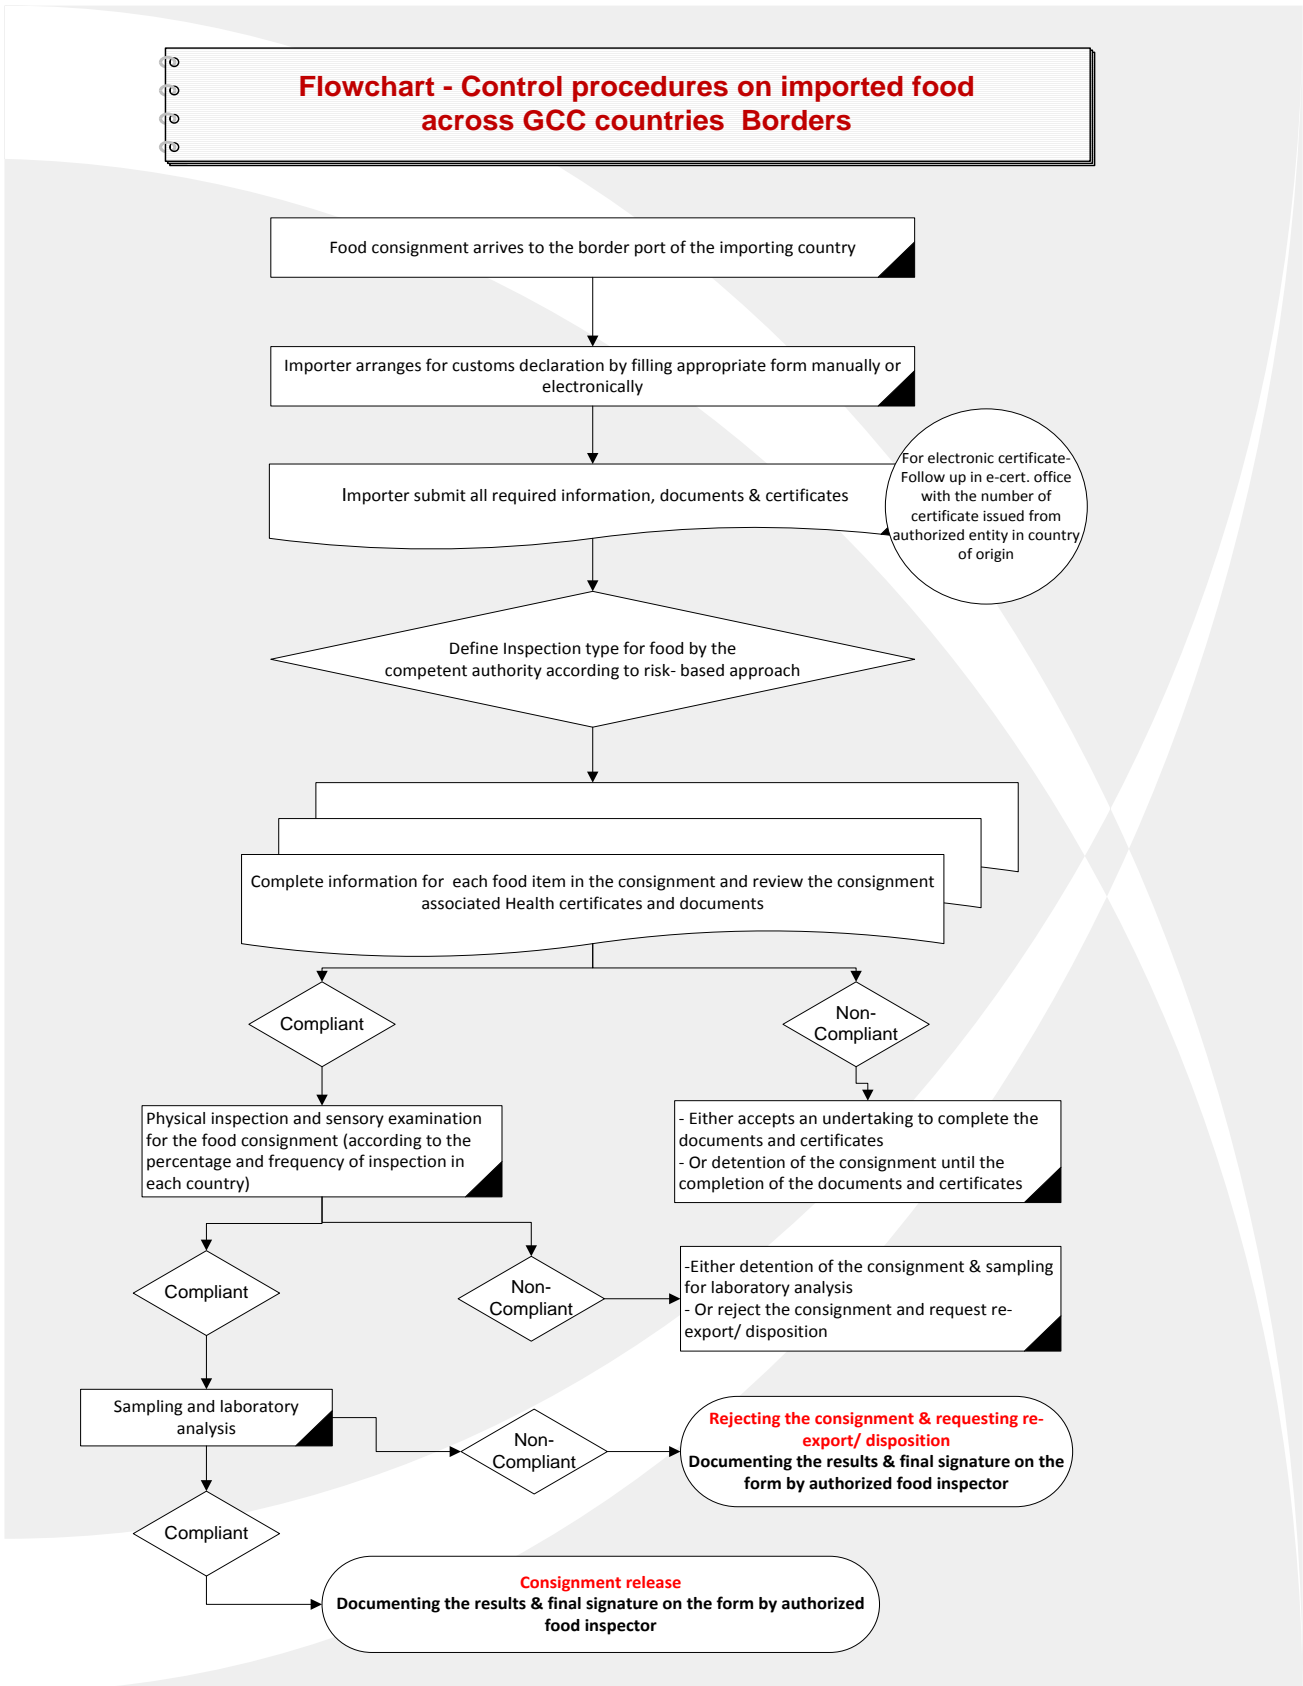 Flowchart - Control procedures on imported food
across GCC countries  Borders
Food consignment arrives to the border port of the importing country
Importer arranges for customs declaration by filling appropriate form manually or
electronically
Importer submit all required information, documents & certificates
For electronic certificate-
Follow up in e-cert. office
with the number of
certificate issued from
authorized entity in country
of origin
Define Inspection type for food by the
competent authority according to risk- based approach
Complete information for  each food item in the consignment and review the consignment
associated Health certificates and documents
Compliant
Non-
Compliant
Physical inspection and sensory examination
for the food consignment (according to the
percentage and frequency of inspection in
each country)
- Either accepts an undertaking to complete the
documents and certificates
- Or detention of the consignment until the
completion of the documents and certificates
Compliant
Non-
Compliant
-Either detention of the consignment & sampling
for laboratory analysis
- Or reject the consignment and request re-
export/ disposition
Sampling and laboratory
analysis
Non-
Compliant
Rejecting the consignment & requesting re-
export/ disposition
Documenting the results & final signature on the
form by authorized food inspector
Compliant
Consignment release
Documenting the results & final signature on the form by authorized
food inspector